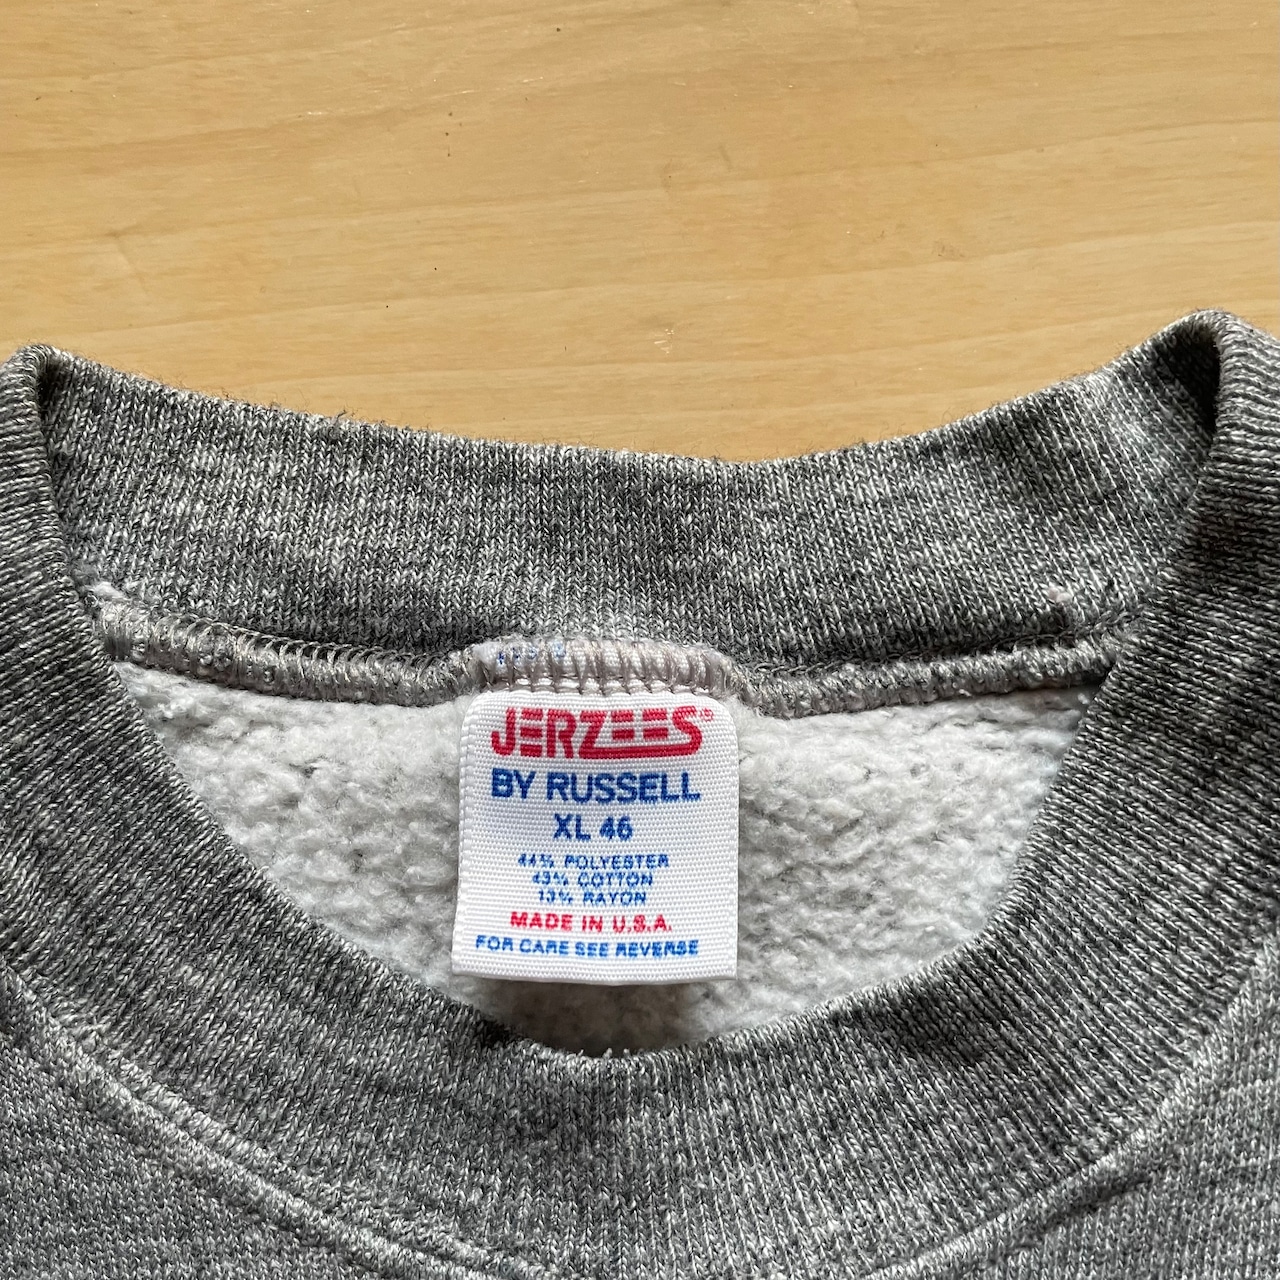 JERZEES®
BY RUSSELL
XL 46
44% POLYESTER
43% COTTON
13% RAYON
MADE IN U.S.A.
FOR CARE SEE REVERSE